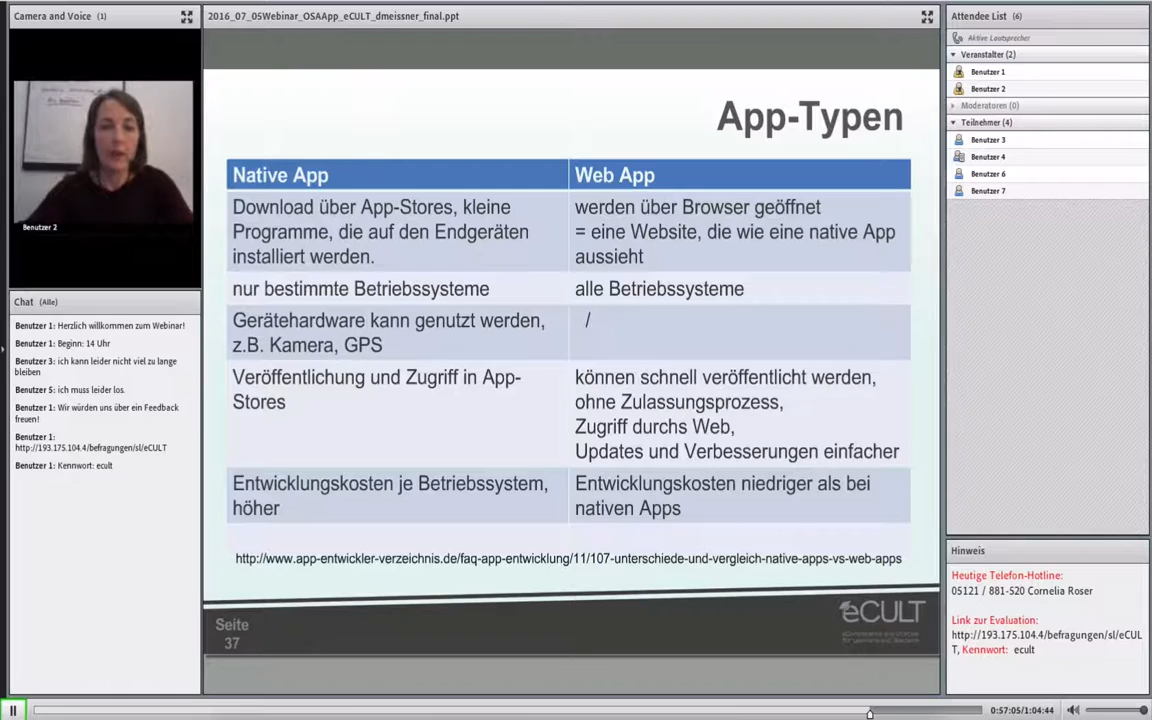 Camera and Voice (1)
Benutzer 2
Chat (Alle)
Benutzer 1: Herzlich willkommen zum Webinar!
Benutzer 1: Beginn: 14 Uhr
Benutzer 3: ich kann leider nicht viel zu lange
bleiben
Benutzer 5: ich muss leider los.
Benutzer 1: Wir würden uns über ein Feedback
freuen!
Benutzer 1:
http://193.175.104.4/befragungen/sl/eCULT
Benutzer 1: Kennwort: ecult
2016_07_05Webinar_OSAApp_eCULT_dmeissner_final.ppt
App-Typen
Native App
Web App
Download über App-Stores, kleine
Programme, die auf den Endgeräten
installiert werden.
werden über Browser geöffnet
= eine Website, die wie eine native App
aussieht
nur bestimmte Betriebssysteme
alle Betriebssysteme
Gerätehardware kann genutzt werden,
z.B. Kamera, GPS
/
Veröffentlichung und Zugriff in App-
Stores
können schnell veröffentlicht werden,
ohne Zulassungsprozess,
Zugriff durchs Web,
Updates und Verbesserungen einfacher
Entwicklungskosten je Betriebssystem,
höher
Entwicklungskosten niedriger als bei
nativen Apps
http://www.app-entwickler-verzeichnis.de/faq-app-entwicklung/11/107-unterschiede-und-vergleich-native-apps-vs-web-apps
Seite
37
eCULT
Attendee List (6)
Aktive Lautsprecher
Veranstalter (2)
Benutzer 1
Benutzer 2
Moderatoren (0)
Teilnehmer (4)
Benutzer 3
Benutzer 4
Benutzer 6
Benutzer 7
Hinweis
Heutige Telefon-Hotline:
05121 / 881-520 Cornelia Roser
Link zur Evaluation:
http://193.175.104.4/befragungen/sl/eCUL
T, Kennwort: ecult
0:57:05/1:04:44